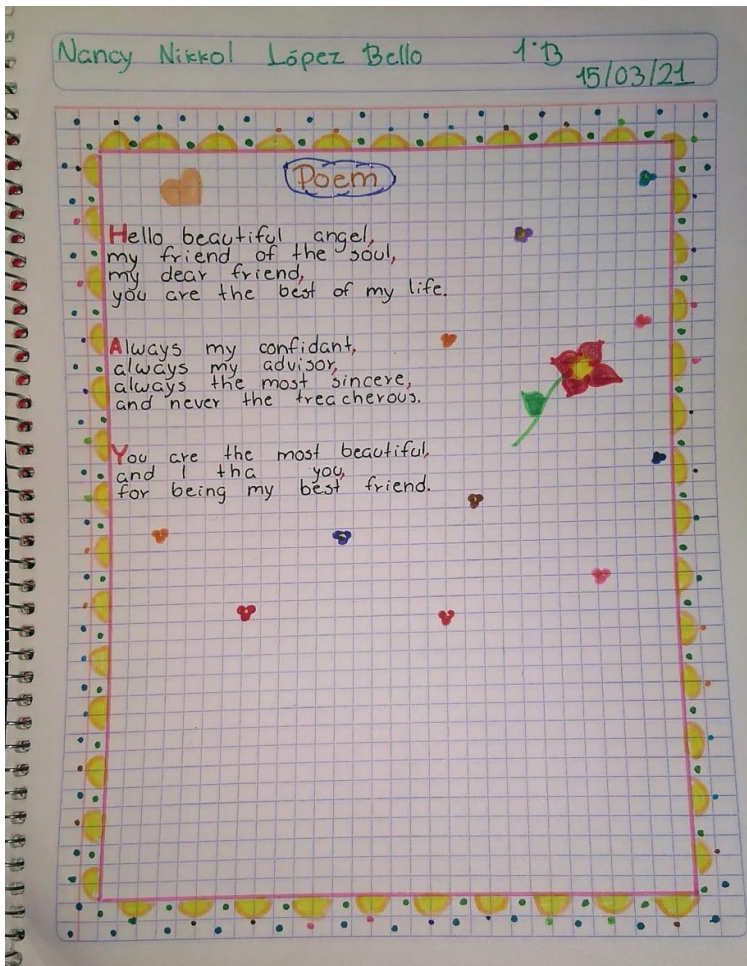 Nancy Nikkol López Bello 1°B
15/03/21
Poem
Hello beautiful angel,
my friend of the soul,
my dear friend,
you are the best of my life.
Always my confidant,
always my advisor,
always the most sincere,
and never the treacherous.
You are the most beautiful,
and I tha you,
for being my best friend.